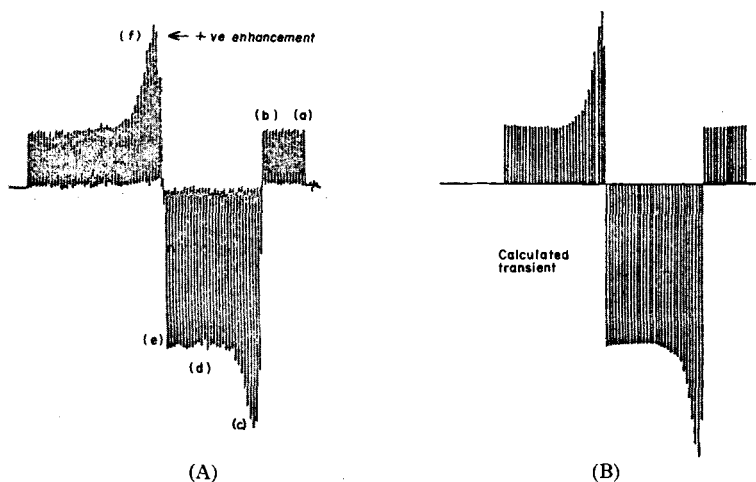 (f) ← +ve enhancement
(b) (a)
Calculated
transient
(e)
(d)
(c)
(A) (B)